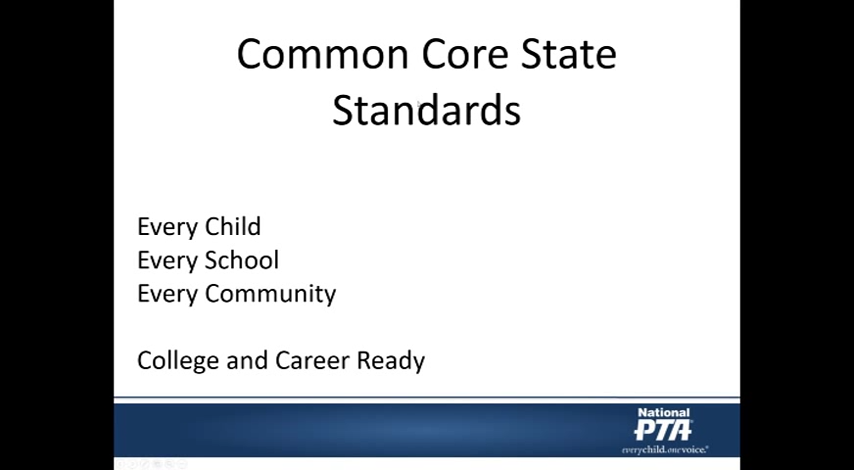 Common Core State
Standards
Every Child
Every School
Every Community
College and Career Ready
National
PTA
everychild.onevoice.®